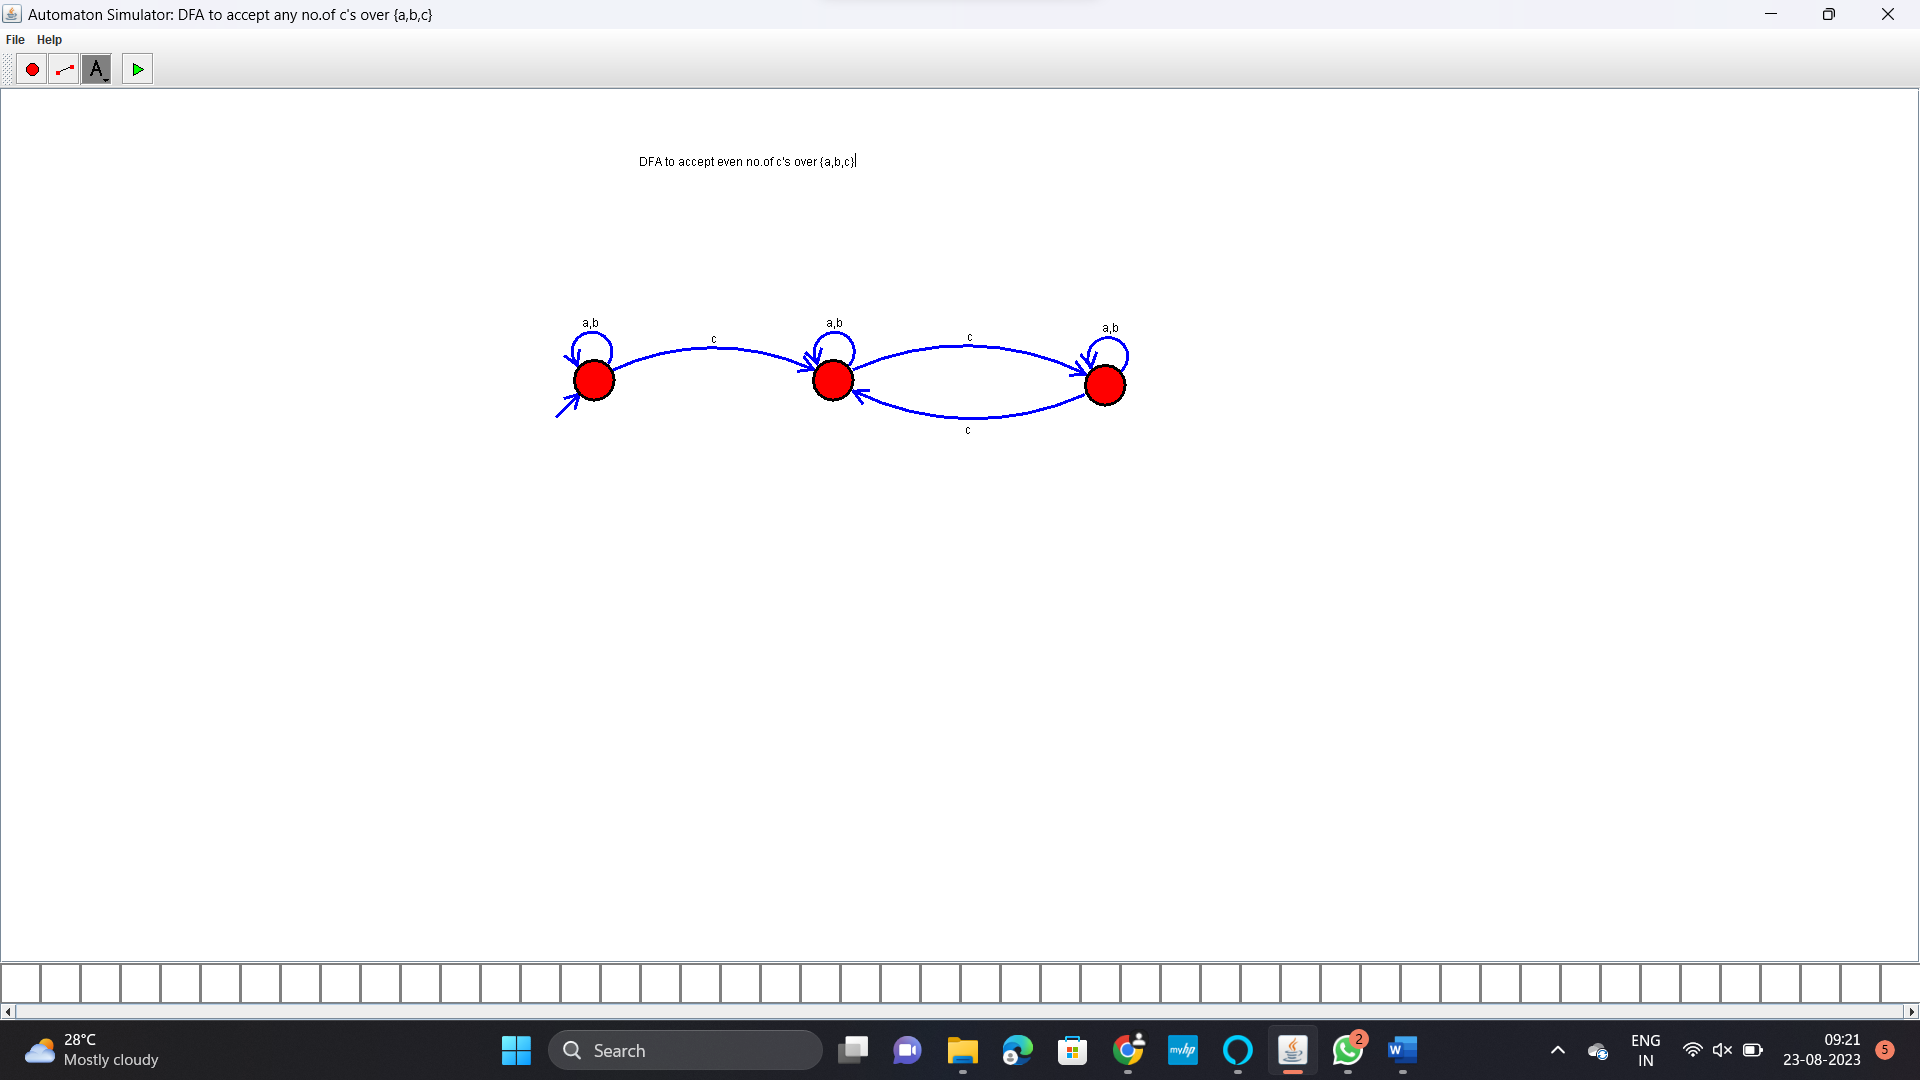 Automaton Simulator: DFA to accept any no.of c's over {a,b,c}
File Help
A
DFA to accept even no.of c's over {a,b,c}
a,b
c
a,b
c
a,b
c
28°C
Mostly cloudy
Search
myhp
2
W
ENG
IN
09:21
23-08-2023
5